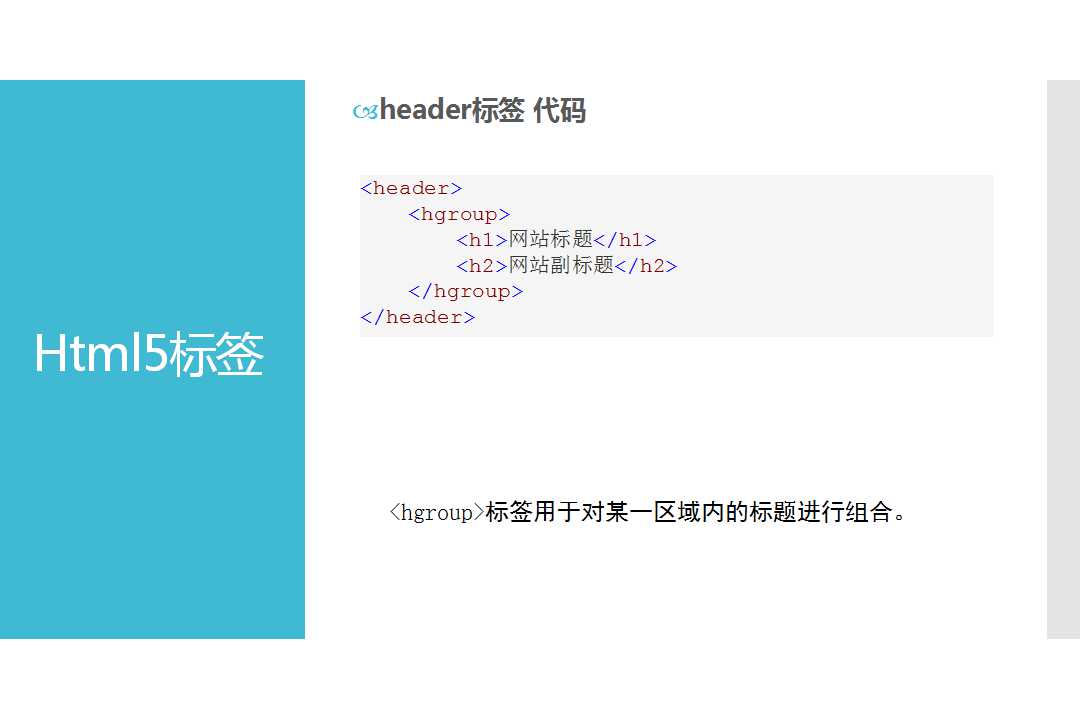 Html5标签
header标签 代码
<header>
    <hgroup>
        <h1>网站标题</h1>
        <h2>网站副标题</h2>
    </hgroup>
</header>
<hgroup>标签用于对某一区域内的标题进行组合。